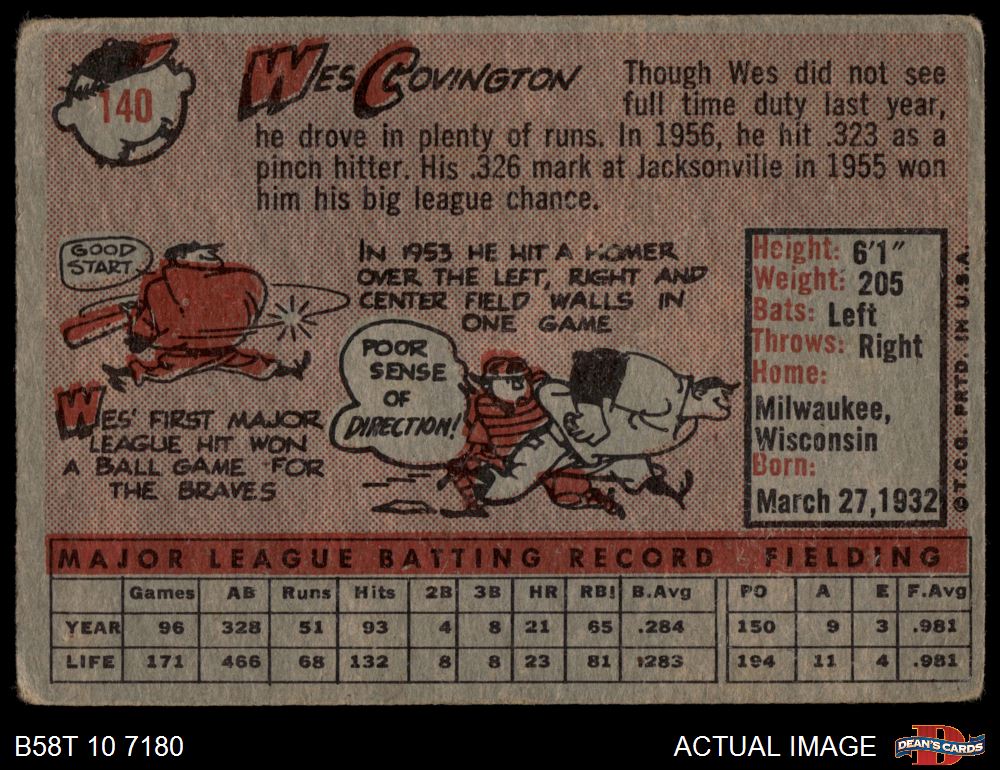 140
WES COVINGTON
Though Wes did not see
full time duty last year,
he drove in plenty of runs. In 1956, he hit .323 as a
pinch hitter. His .326 mark at Jacksonville in 1955 won
him his big league chance.
GOOD
START
IN 1953 HE HIT A HOMER
OVER THE LEFT, RIGHT AND
CENTER FIELD WALLS IN
ONE GAME
POOR
SENSE
OF
DIRECTION!
WES' FIRST MAJOR
LEAGUE HIT WON
A BALL GAME FOR
THE BRAVES
Height: 6'1"
Weight: 205
Bats: Left
Throws: Right
Home:
Milwaukee,
Wisconsin
Born:
March 27, 1932
© T.C.G. PRTD. IN U.S.A.
MAJOR LEAGUE BATTING RECORD FIELDING
Games AB Runs Hits 2B 3B HR RBI B.Avg PO A E F.Avg
YEAR 96 328 51 93 4 8 21 65 .284 150 9 3 .981
LIFE 171 466 68 132 8 8 23 81 .283 194 11 4 .981
B58T 10 7180
ACTUAL IMAGE
D
DEAN'S CARDS